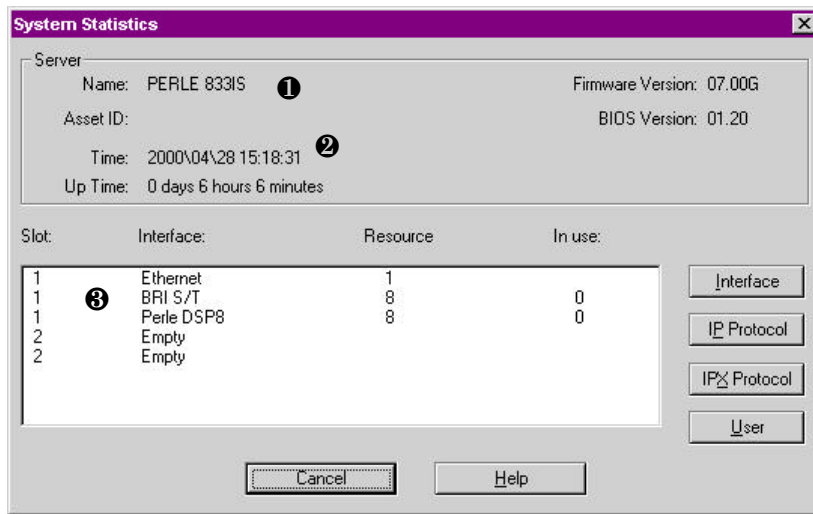 System Statistics
Server
Name: PERLE 833IS ❶ Firmware Version: 07.00G
Asset ID: BIOS Version: 01.20
Time: 2000\04\28 15:18:31 ❷
Up Time: 0 days 6 hours 6 minutes
Slot: Interface: Resource In use:
1 Ethernet 1
1 ❸ BRI S/T 8 0
1 Perle DSP8 8 0
2 Empty
2 Empty
Interface
IP Protocol
IPX Protocol
User
Cancel Help